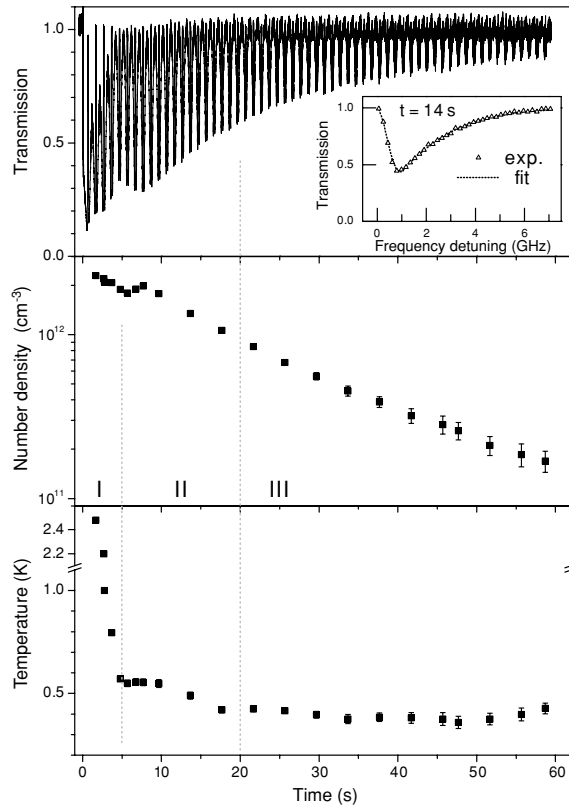 1.0
0.5
0.0
Transmission
t = 14 s
1.0
0.5
0.0
Transmission
exp.
fit
0 2 4 6
Frequency detuning (GHz)
0.0
10^12
10^11
Number density (cm^-3)
I II III
2.4
2.2
1.0
0.5
Temperature (K)
0 10 20 30 40 50 60
Time (s)